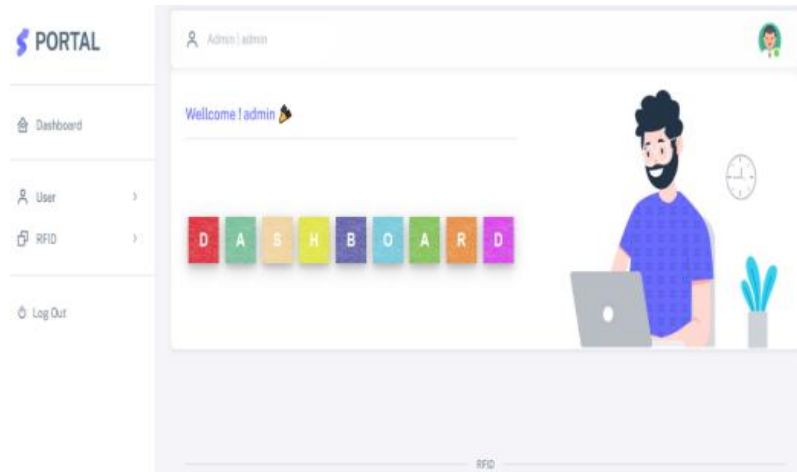 PORTAL
Admin | admin
Wellcome ! admin
Dashboard
User
RFID
Log Out
D A S H B O A R D
RFID